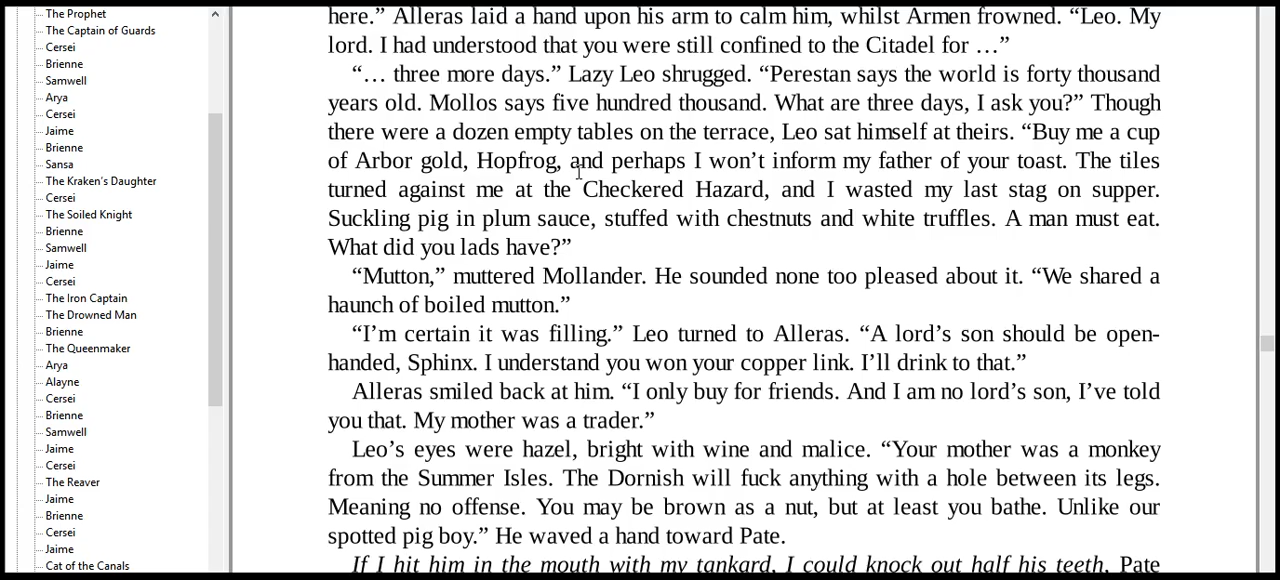 The Prophet
The Captain of Guards
Cersei
Brienne
Samwell
Arya
Cersei
Jaime
Brienne
Sansa
The Kraken's Daughter
Cersei
The Soiled Knight
Brienne
Samwell
Jaime
Cersei
The Iron Captain
The Drowned Man
Brienne
The Queenmaker
Arya
Alayne
Cersei
Brienne
Samwell
Jaime
Cersei
The Reaver
Jaime
Brienne
Cersei
Jaime
Cat of the Canals
here.” Alleras laid a hand upon his arm to calm him, whilst Armen frowned. “Leo. My
lord. I had understood that you were still confined to the Citadel for …”
“… three more days.” Lazy Leo shrugged. “Perestan says the world is forty thousand
years old. Mollos says five hundred thousand. What are three days, I ask you?” Though
there were a dozen empty tables on the terrace, Leo sat himself at theirs. “Buy me a cup
of Arbor gold, Hopfrog, and perhaps I won’t inform my father of your toast. The tiles
turned against me at the Checkered Hazard, and I wasted my last stag on supper.
Suckling pig in plum sauce, stuffed with chestnuts and white truffles. A man must eat.
What did you lads have?”
“Mutton,” muttered Mollander. He sounded none too pleased about it. “We shared a
haunch of boiled mutton.”
“I’m certain it was filling.” Leo turned to Alleras. “A lord’s son should be open-
handed, Sphinx. I understand you won your copper link. I’ll drink to that.”
Alleras smiled back at him. “I only buy for friends. And I am no lord’s son, I’ve told
you that. My mother was a trader.”
Leo’s eyes were hazel, bright with wine and malice. “Your mother was a monkey
from the Summer Isles. The Dornish will fuck anything with a hole between its legs.
Meaning no offense. You may be brown as a nut, but at least you bathe. Unlike our
spotted pig boy.” He waved a hand toward Pate.
If I hit him in the mouth with my tankard, I could knock out half his teeth, Pate